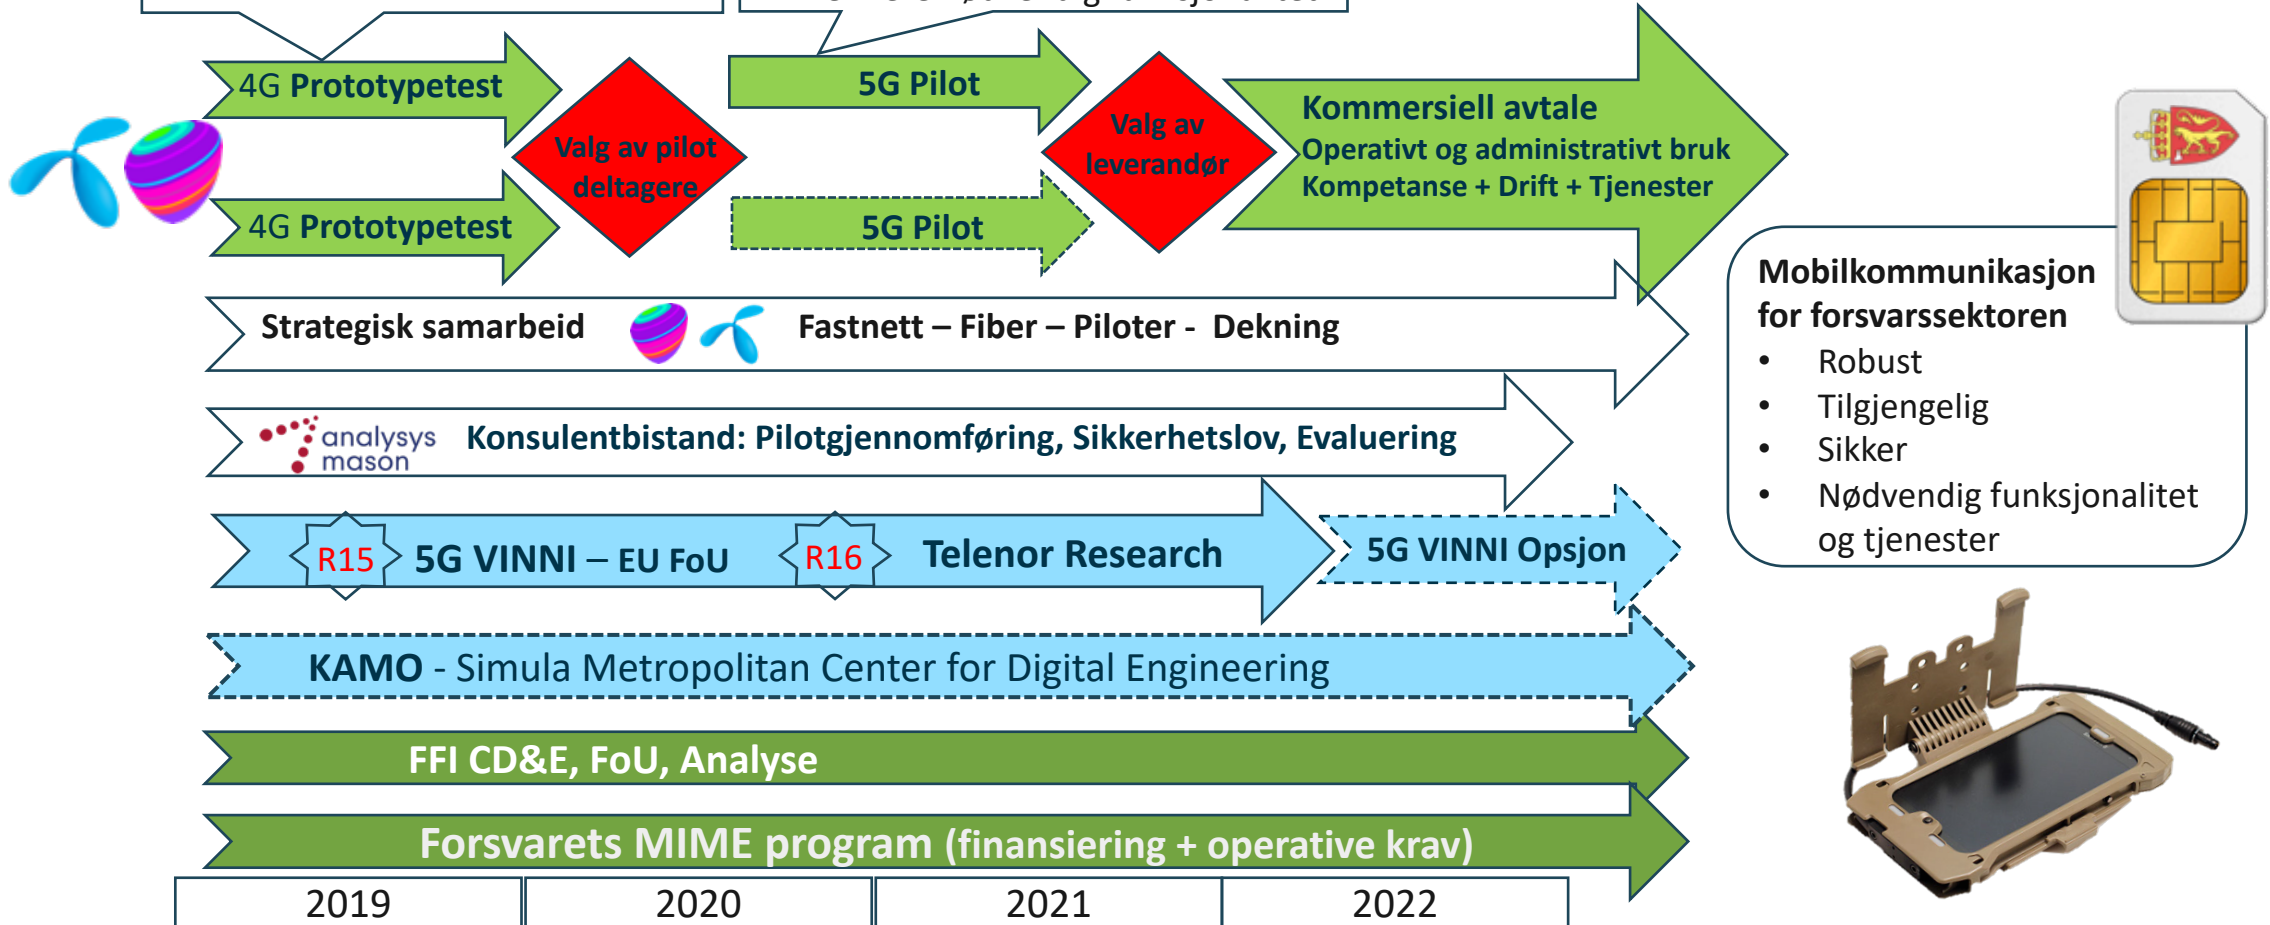 4G Prototypetest
5G Pilot
Valg av pilot
deltagere
Valg av
leverandør
Kommersiell avtale
Operativt og administrativt bruk
Kompetanse + Drift + Tjenester
4G Prototypetest
5G Pilot
Strategisk samarbeid
Fastnett – Fiber – Piloter - Dekning
analysys
mason
Konsulentbistand: Pilotgjennomføring, Sikkerhetslov, Evaluering
R15
5G VINNI – EU FoU
R16
Telenor Research
5G VINNI Opsjon
KAMO - Simula Metropolitan Center for Digital Engineering
FFI CD&E, FoU, Analyse
Forsvarets MIME program (finansiering + operative krav)
2019
2020
2021
2022
Mobilkommunikasjon
for forsvarssektoren
• Robust
• Tilgjengelig
• Sikker
• Nødvendig funksjonalitet
og tjenester